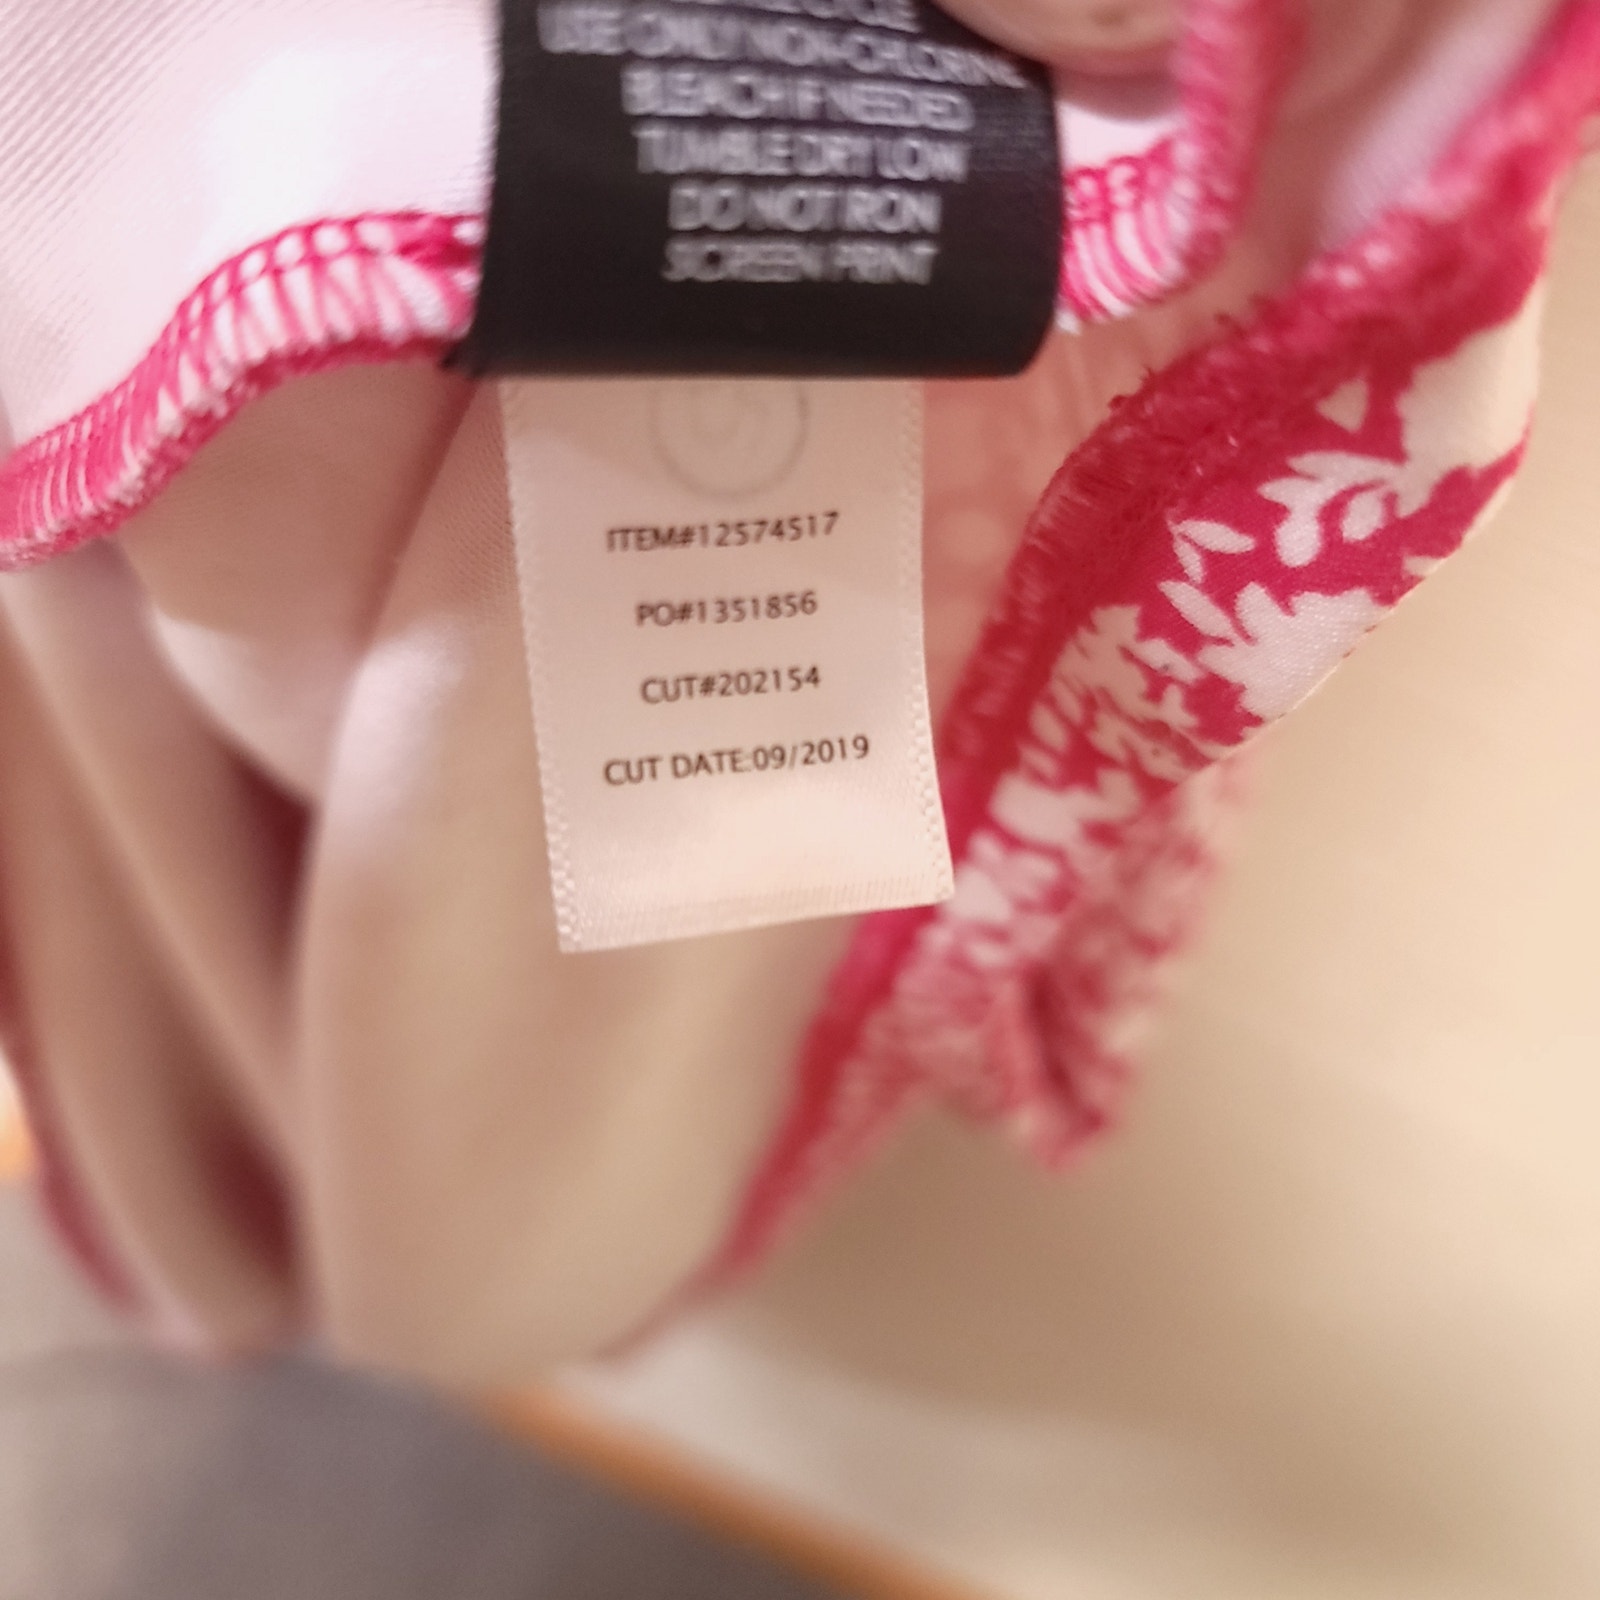 USE ONLY NON-CHLORINE
BLEACH IF NEEDED
TUMBLE DRY LOW
DO NOT IRON
SCREEN PRINT
ITEM#12574517
PO#1351856
CUT#202154
CUT DATE:09/2019